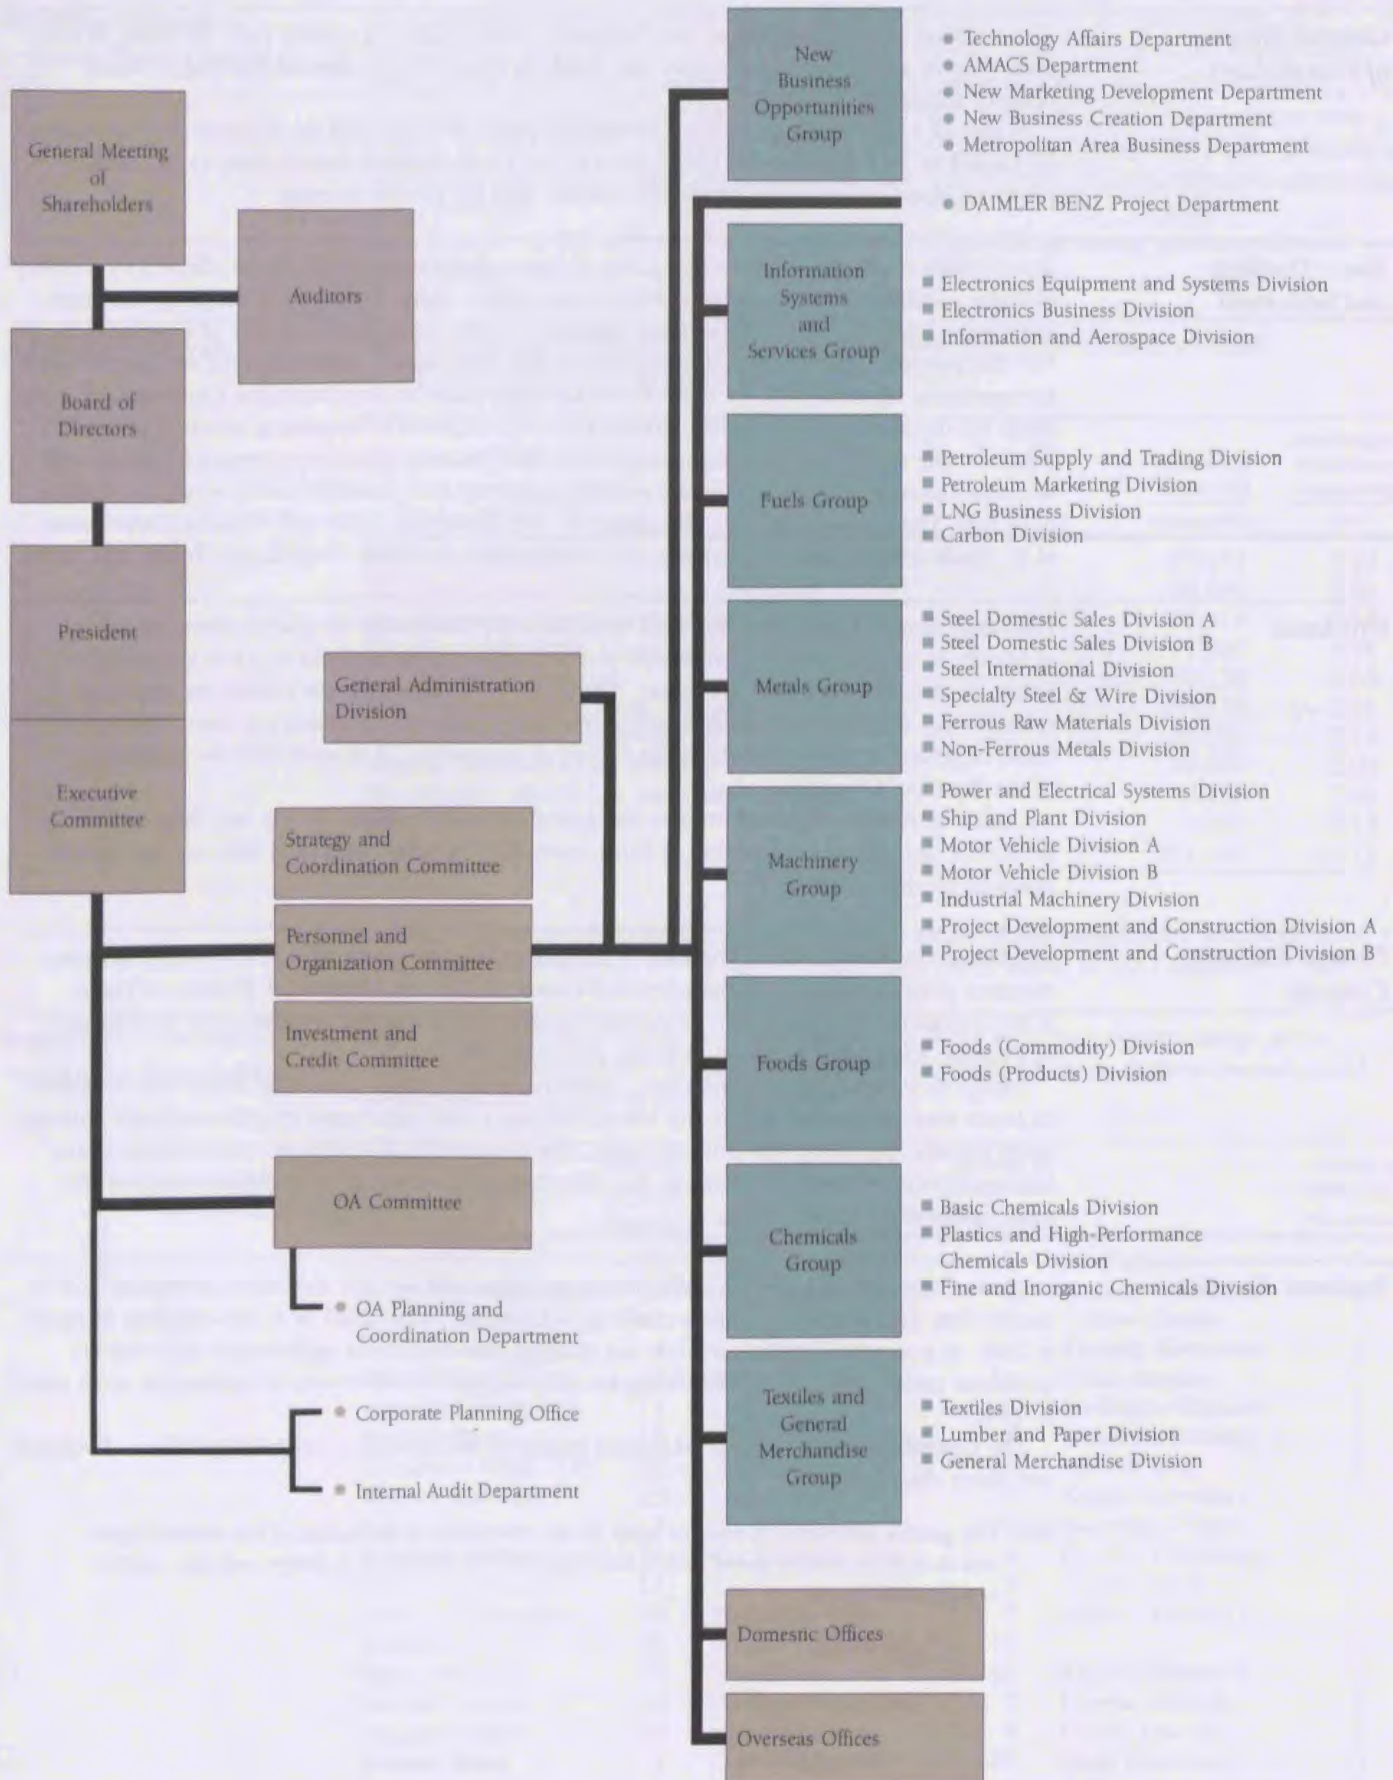 General Meeting
of
Shareholders
Auditors
Board of
Directors
President
Executive
Committee
General Administration
Division
Strategy and
Coordination Committee
Personnel and
Organization Committee
Investment and
Credit Committee
OA Committee
OA Planning and
Coordination Department
Corporate Planning Office
Internal Audit Department
New
Business
Opportunities
Group
Technology Affairs Department
AMACS Department
New Marketing Development Department
New Business Creation Department
Metropolitan Area Business Department
DAIMLER BENZ Project Department
Information
Systems
and
Services Group
Electronics Equipment and Systems Division
Electronics Business Division
Information and Aerospace Division
Fuels Group
Petroleum Supply and Trading Division
Petroleum Marketing Division
LNG Business Division
Carbon Division
Metals Group
Steel Domestic Sales Division A
Steel Domestic Sales Division B
Steel International Division
Specialty Steel & Wire Division
Ferrous Raw Materials Division
Non-Ferrous Metals Division
Machinery
Group
Power and Electrical Systems Division
Ship and Plant Division
Motor Vehicle Division A
Motor Vehicle Division B
Industrial Machinery Division
Project Development and Construction Division A
Project Development and Construction Division B
Foods Group
Foods (Commodity) Division
Foods (Products) Division
Chemicals
Group
Basic Chemicals Division
Plastics and High-Performance
Chemicals Division
Fine and Inorganic Chemicals Division
Textiles and
General
Merchandise
Group
Textiles Division
Lumber and Paper Division
General Merchandise Division
Domestic Offices
Overseas Offices